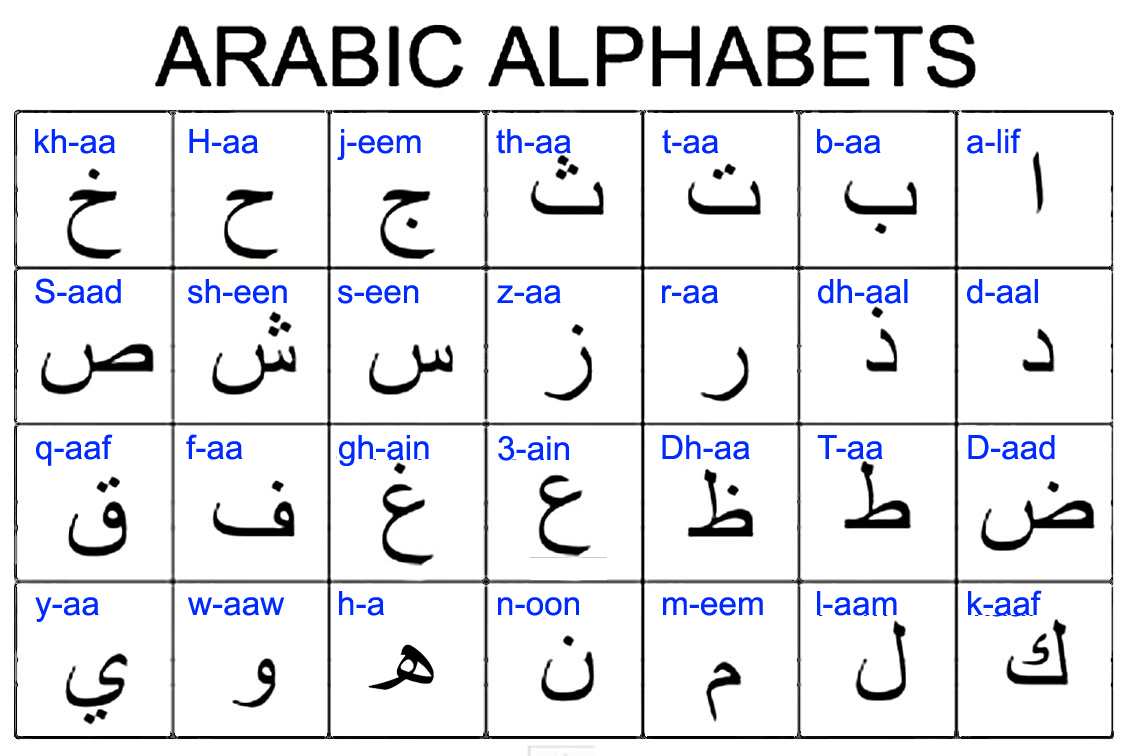 ARABIC ALPHABETS
kh-aa H-aa j-eem th-aa t-aa b-aa a-lif
خ ح ج ث ت ب ا
S-aad sh-een s-een z-aa r-aa dh-aal d-aal
ص ش س ز ر ذ د
q-aaf f-aa gh-ain 3-ain Dh-aa T-aa D-aad
ق ف غ ع ظ ط ض
y-aa w-aaw h-a n-oon m-eem l-aam k-aaf
ي و ه ن م ل ك